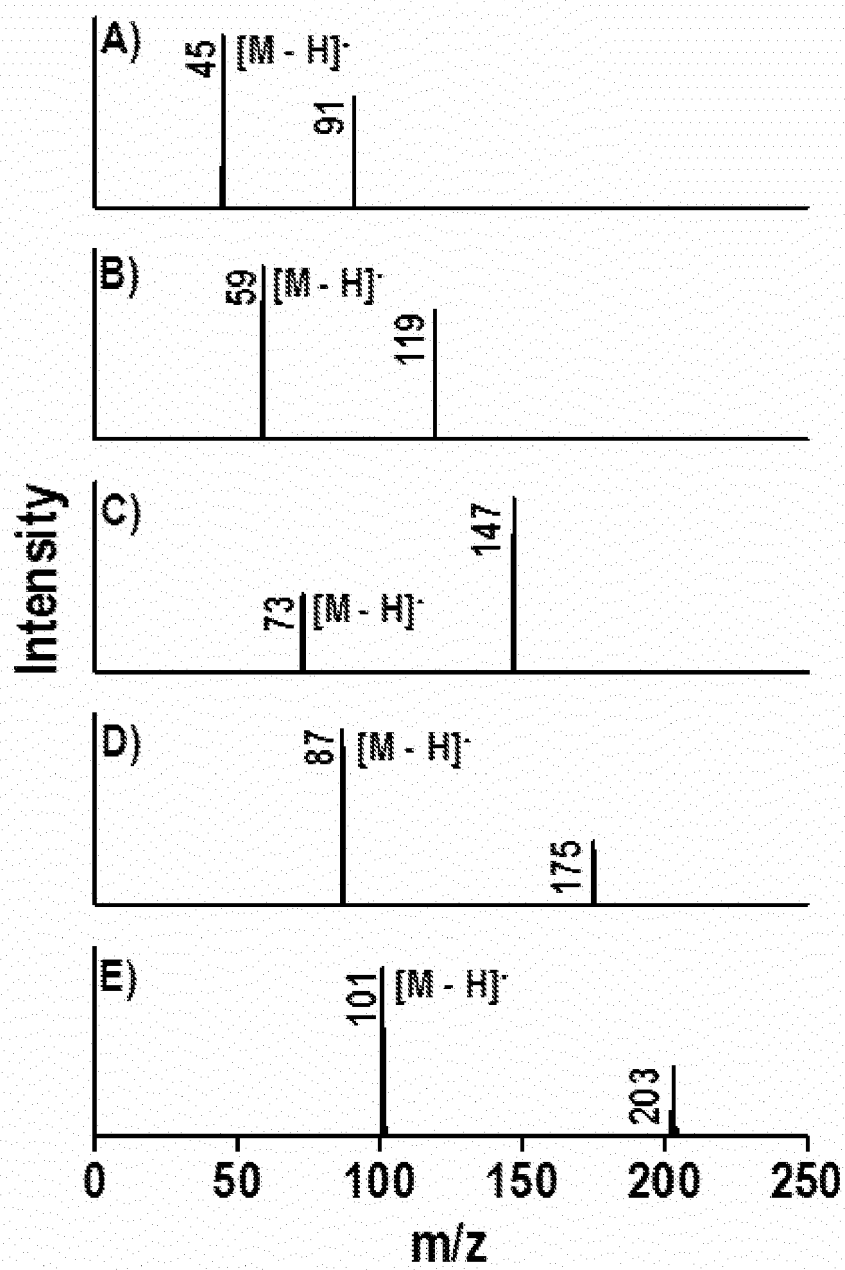 A)
45 [M - H]-
91
B)
59 [M - H]-
119
C)
73 [M - H]-
147
D)
87 [M - H]-
175
E)
101 [M - H]-
203
Intensity
0 50 100 150 200 250
m/z